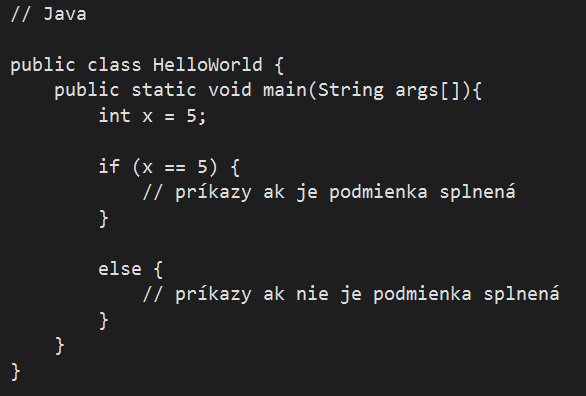 // Java
public class HelloWorld {
    public static void main(String args[]){
        int x = 5;
        if (x == 5) {
            // príkazy ak je podmienka splnená
        }
        else {
            // príkazy ak nie je podmienka splnená
        }
    }
}